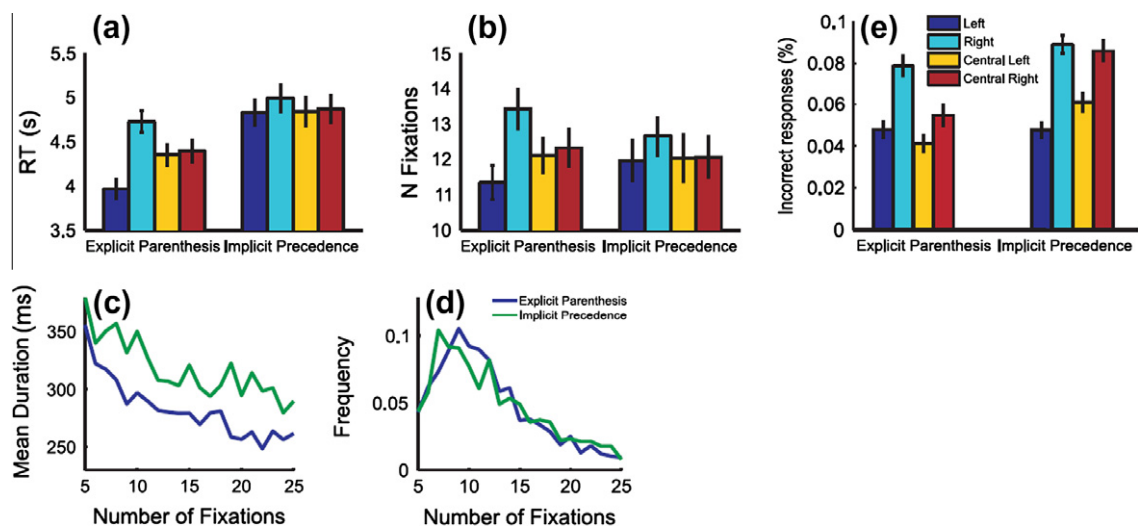 (a)
RT (s)
5.5
5
4.5
4
3.5
Explicit Parenthesis Implicit Precedence
(b)
N Fixations
15
14
13
12
11
10
Explicit Parenthesis Implicit Precedence
(e)
Incorrect responses (%)
0.1
0.08
0.06
0.04
0.02
0
Left
Right
Central Left
Central Right
Explicit Parenthesis Implicit Precedence
(c)
Mean Duration (ms)
350
300
250
5 10 15 20 25
Number of Fixations
(d)
Explicit Parenthesis
Implicit Precedence
Frequency
0.1
0.05
0
5 10 15 20 25
Number of Fixations